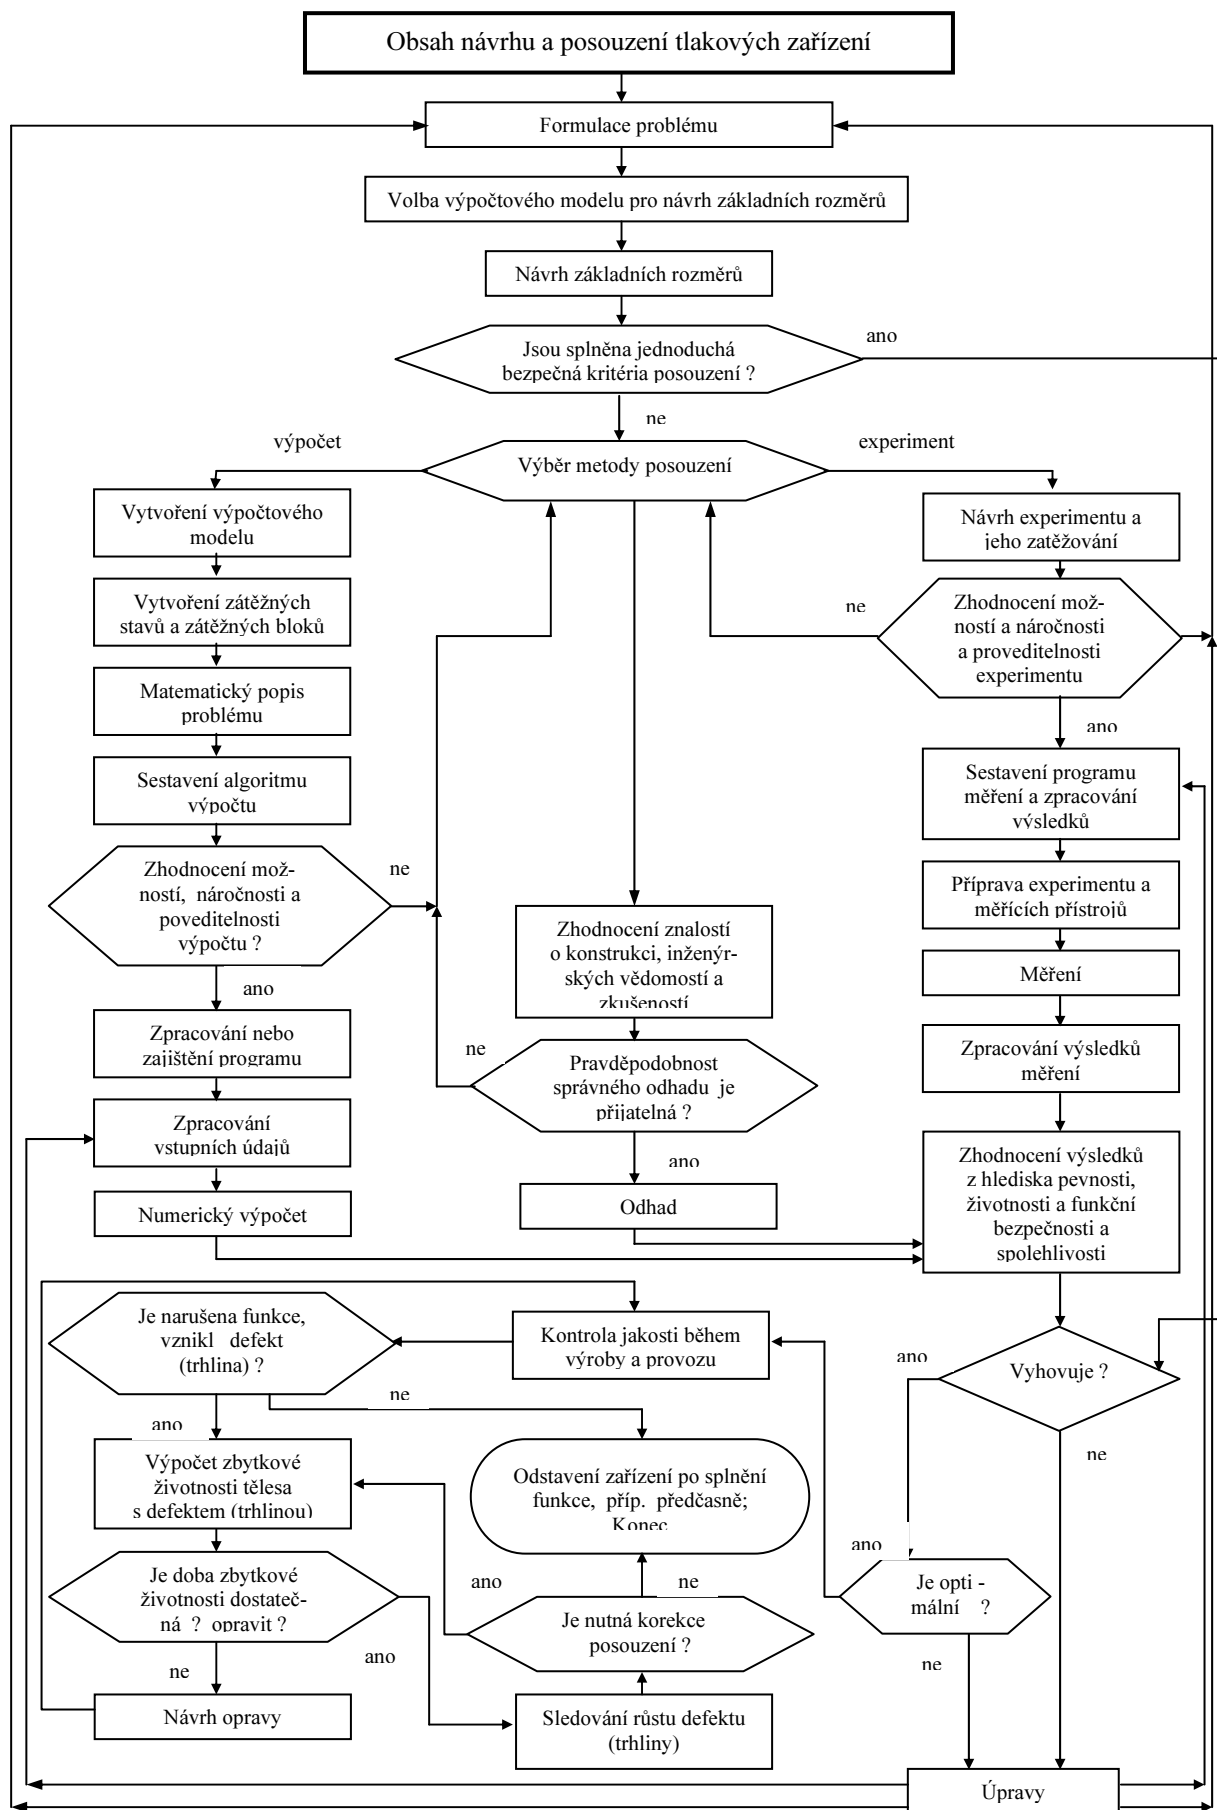 Obsah návrhu a posouzení tlakových zařízení
Formulace problému
Volba výpočtového modelu pro návrh základních rozměrů
Návrh základních rozměrů
Jsou splněna jednoduchá
bezpečná kritéria posouzení ?
ano
ne
výpočet
Výběr metody posouzení
experiment
Vytvoření výpočtového
modelu
Vytvoření zátěžných
stavů a zátěžných bloků
Matematický popis
problému
Sestavení algoritmu
výpočtu
Zhodnocení mož-
ností, náročnosti a
poveditelnosti
výpočtu ?
ne
ano
Zpracování nebo
zajištění programu
Zpracování
vstupních údajů
Numerický výpočet
Zhodnocení znalostí
o konstrukci, inženýr-
ských vědomostí a
zkušeností
ne
Pravděpodobnost
správného odhadu je
přijatelná ?
ano
Odhad
Návrh experimentu a
jeho zatěžování
ne
Zhodnocení mož-
ností a náročnosti
a proveditelnosti
experimentu
ano
Sestavení programu
měření a zpracování
výsledků
Příprava experimentu a
měřících přístrojů
Měření
Zpracování výsledků
měření
Zhodnocení výsledků
z hlediska pevnosti,
životnosti a funkční
bezpečnosti a
spolehlivosti
Vyhovuje ?
ano
ne
Je narušena funkce,
vznikl defekt
(trhlina) ?
Kontrola jakosti během
výroby a provozu
ne
ano
Výpočet zbytkové
životnosti tělesa
s defektem (trhlinou)
Odstavení zařízení po splnění
funkce, příp. předčasně;
Konec
ano
Je opti -
mální ?
ne
Je doba zbytkové
životnosti dostateč-
ná ? opravit ?
ano
ne
Je nutná korekce
posouzení ?
ano
ne
Návrh opravy
Sledování růstu defektu
(trhliny)
Úpravy